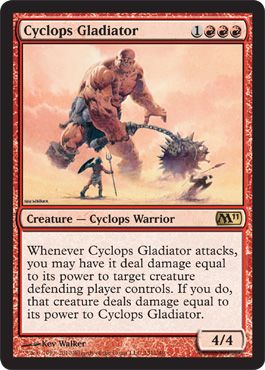 Cyclops Gladiator 1
Creature — Cyclops Warrior M11
Whenever Cyclops Gladiator attacks,
you may have it deal damage equal
to its power to target creature
defending player controls. If you do,
that creature deals damage equal to
its power to Cyclops Gladiator.
Kev Walker
4/4